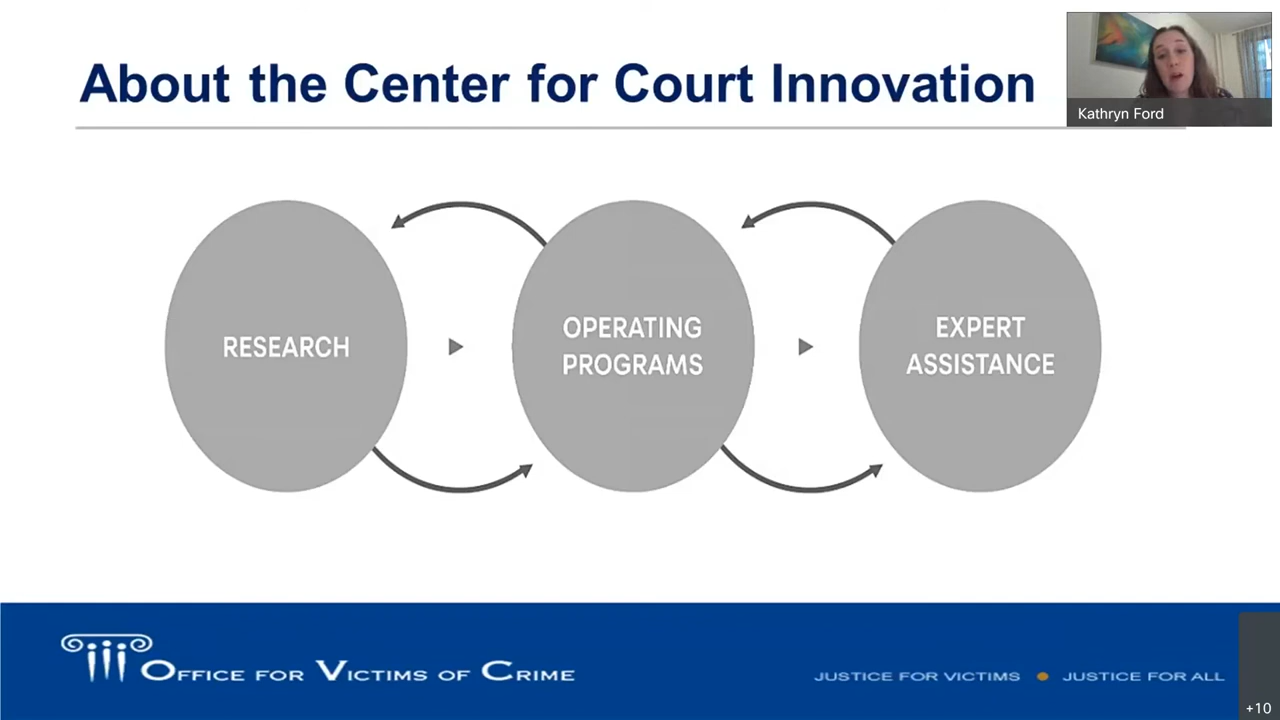 About the Center for Court Innovation
Kathryn Ford
RESEARCH
OPERATING
PROGRAMS
EXPERT
ASSISTANCE
OFFICE FOR VICTIMS OF CRIME
JUSTICE FOR VICTIMS • JUSTICE FOR ALL
+10